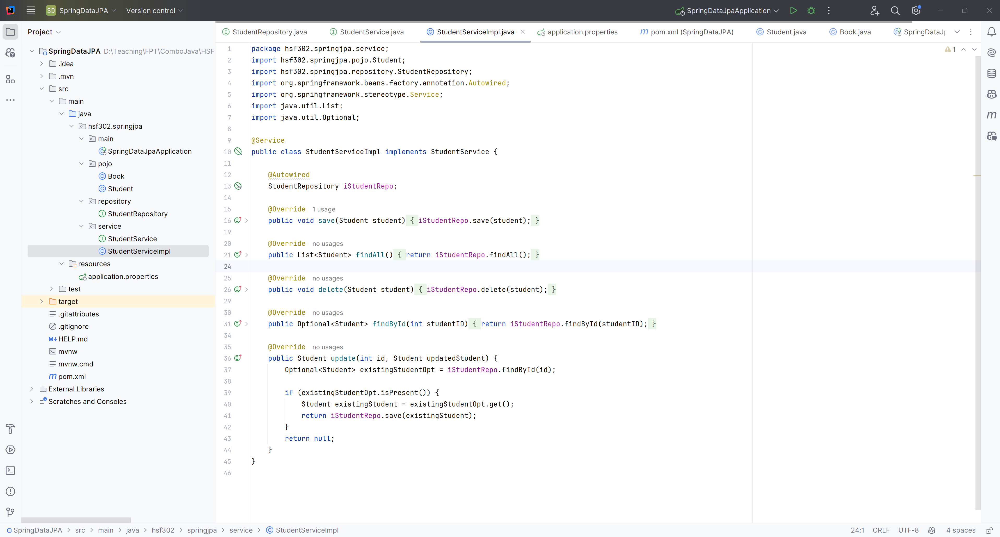 SD SpringDataJPA Version control SpringDataJpaApplication
Project
StudentRepository.java StudentService.java StudentServiceImpl.java application.properties pom.xml (SpringDataJPA) Student.java Book.java SpringDataJp
SpringDataJPA D:\Teaching\FPT\ComboJava\HSF
.idea
.mvn
src
main
java
hsf302.springjpa
main
SpringDataJpaApplication
pojo
Book
Student
repository
StudentRepository
service
StudentService
StudentServiceImpl
resources
application.properties
test
target
.gitattributes
.gitignore
HELP.md
mvnw
mvnw.cmd
pom.xml
External Libraries
Scratches and Consoles
1 package hsf302.springjpa.service;
2 import hsf302.springjpa.pojo.Student;
3 import hsf302.springjpa.repository.StudentRepository;
4 import org.springframework.beans.factory.annotation.Autowired;
5 import org.springframework.stereotype.Service;
6 import java.util.List;
7 import java.util.Optional;
8
9 @Service
10 public class StudentServiceImpl implements StudentService {
11
12 @Autowired
13 StudentRepository iStudentRepo;
14
15 @Override 1 usage
16 public void save(Student student) { iStudentRepo.save(student); }
19
20 @Override no usages
21 public List<Student> findAll() { return iStudentRepo.findAll(); }
24
25 @Override no usages
26 public void delete(Student student) { iStudentRepo.delete(student); }
29
30 @Override no usages
31 public Optional<Student> findById(int studentID) { return iStudentRepo.findById(studentID); }
34
35 @Override no usages
36 public Student update(int id, Student updatedStudent) {
37 Optional<Student> existingStudentOpt = iStudentRepo.findById(id);
38
39 if (existingStudentOpt.isPresent()) {
40 Student existingStudent = existingStudentOpt.get();
41 return iStudentRepo.save(existingStudent);
42 }
43 return null;
44 }
45 }
46
1
SpringDataJPA > src > main > java > hsf302 > springjpa > service > StudentServiceImpl
24:1 CRLF UTF-8 4 spaces